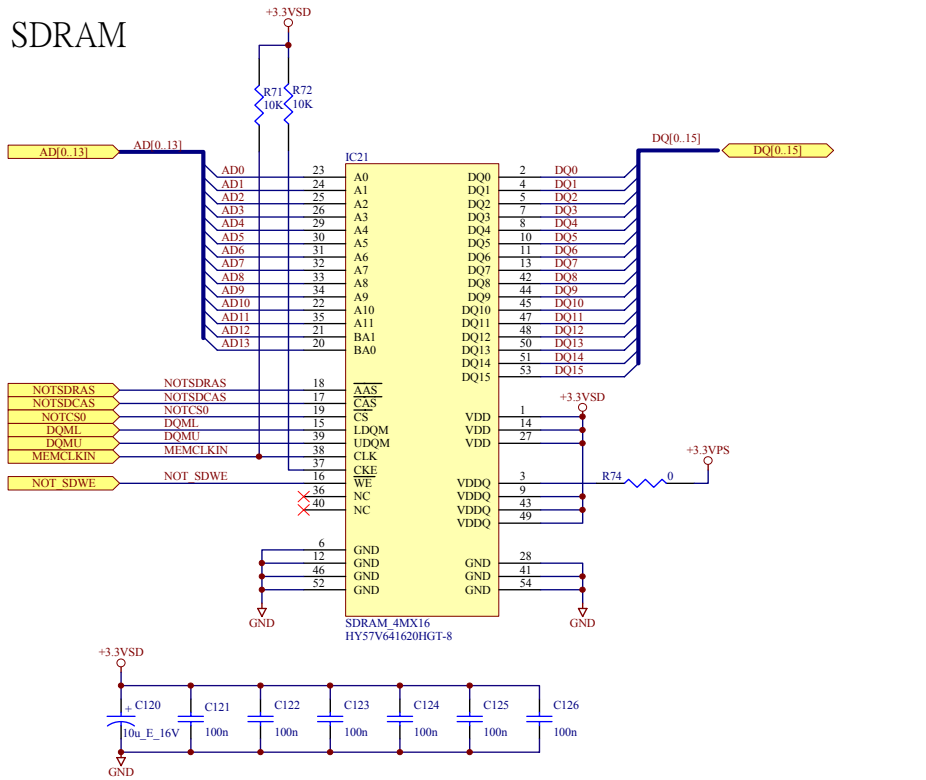 SDRAM
+3.3VSD
R71
10K
R72
10K
AD[0..13]
AD[0..13]
DQ[0..15]
DQ[0..15]
IC21
AD0 23 A0 DQ0 2 DQ0
AD1 24 A1 DQ1 4 DQ1
AD2 25 A2 DQ2 5 DQ2
AD3 26 A3 DQ3 7 DQ3
AD4 29 A4 DQ4 8 DQ4
AD5 30 A5 DQ5 10 DQ5
AD6 31 A6 DQ6 11 DQ6
AD7 32 A7 DQ7 13 DQ7
AD8 33 A8 DQ8 42 DQ8
AD9 34 A9 DQ9 44 DQ9
AD10 22 A10 DQ10 45 DQ10
AD11 35 A11 DQ11 47 DQ11
AD12 21 BA1 DQ12 48 DQ12
AD13 20 BA0 DQ13 50 DQ13
DQ14 51 DQ14
DQ15 53 DQ15
NOTSDRAS NOTSDRAS 18 AAS
NOTSDCAS NOTSDCAS 17 CAS
+3.3VSD
NOTCS0 NOTCS0 19 CS VDD 1
DQML DQML 15 LDQM VDD 14
DQMU DQMU 39 UDQM VDD 27
MEMCLKIN MEMCLKIN 38 CLK
+3.3VPS
37 CKE
NOT_SDWE NOT_SDWE 16 WE VDDQ 3 R74 0
36 NC VDDQ 9
40 NC VDDQ 43
VDDQ 49
6 GND
12 GND GND 28
46 GND GND 41
52 GND GND 54
GND
GND
SDRAM_4MX16
HY57V641620HGT-8
+3.3VSD
+ C120 C121 C122 C123 C124 C125 C126
10u_E_16V 100n 100n 100n 100n 100n 100n
GND